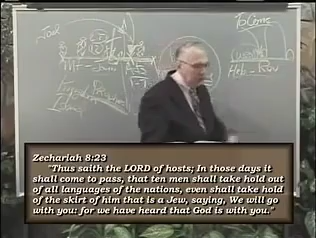 To Come
Heb - Rev
Zechariah 8:23
"Thus saith the LORD of hosts; In those days it
shall come to pass, that ten men shall take hold out
of all languages of the nations, even shall take hold
of the skirt of him that is a Jew, saying, We will go
with you: for we have heard that God is with you."